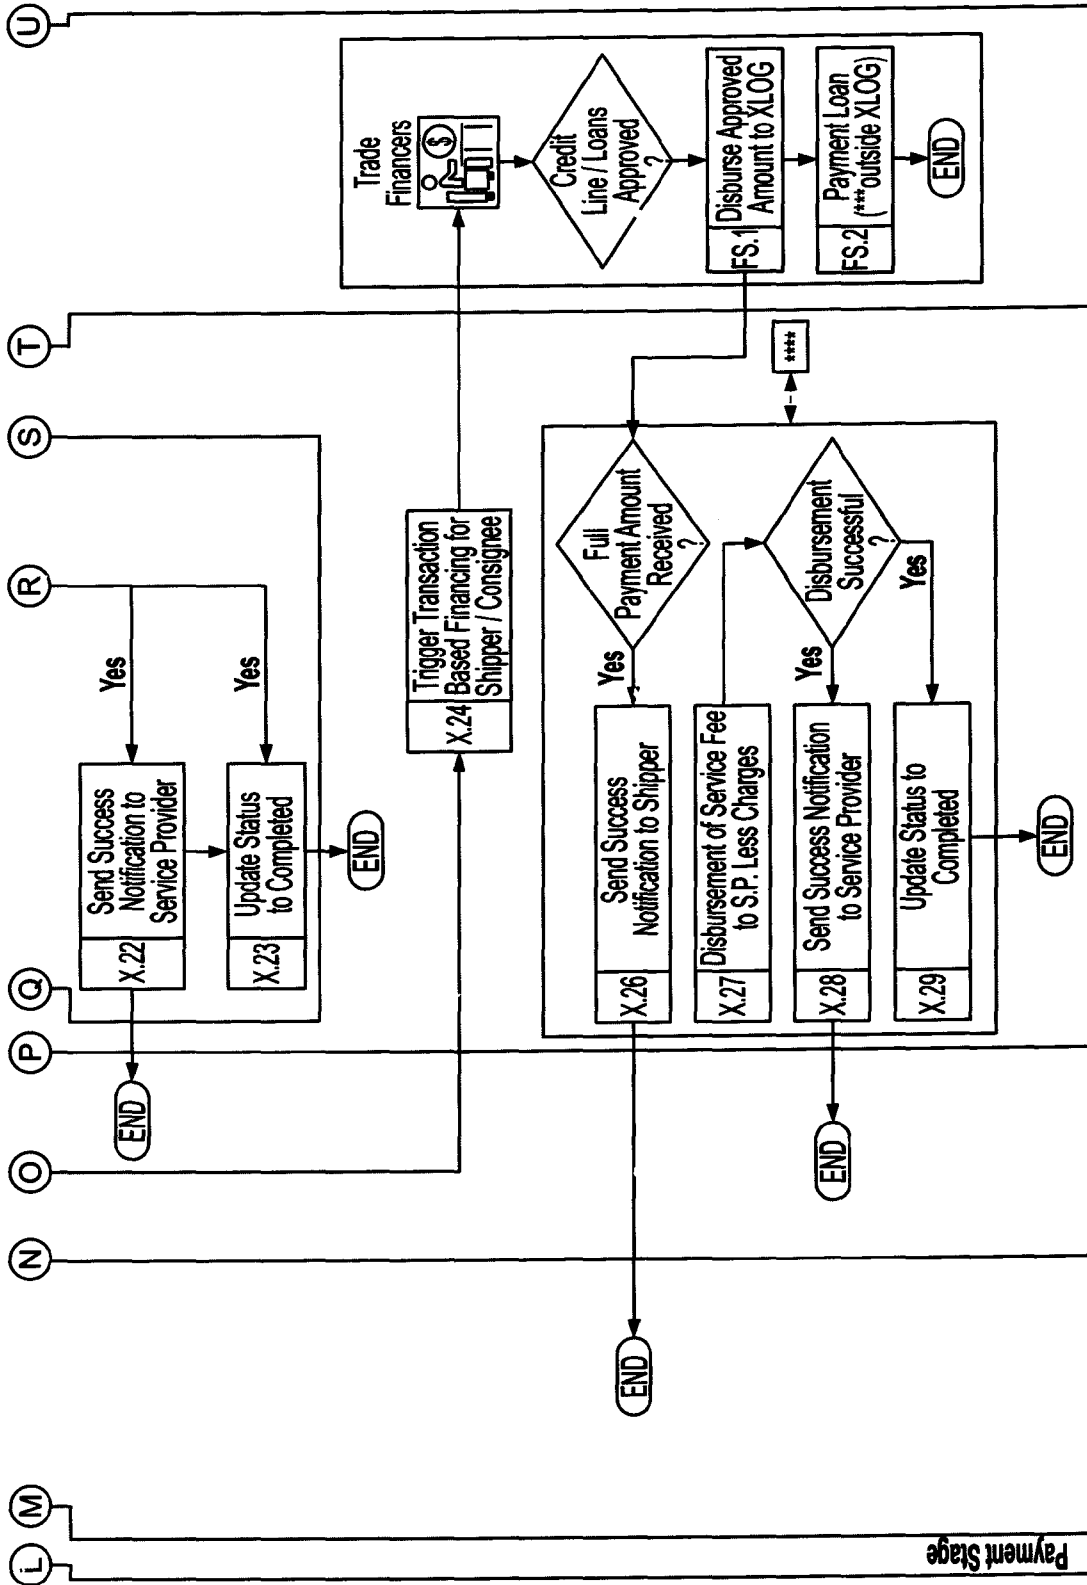 U
T
S
R
Q
P
O
N
M
L
Trade
Financers
$
Credit
Line / Loans
Approved
?
FS.1
Disburse Approved
Amount to XLOG
FS.2
Payment Loan
(***outside XLOG)
END
Yes
Yes
X.22
Send Success
Notification to
Service Provider
X.23
Update Status
to Completed
END
END
X.24
Trigger Transaction
Based Financing for
Shipper / Consignee
****
Full
Payment Amount
Received
?
Yes
X.26
Send Success
Notification to Shipper
X.27
Disbursement of Service Fee
to S.P. Less Charges
Disbursement
Successful
?
Yes
Yes
X.28
Send Success Notification
to Service Provider
X.29
Update Status to
Completed
END
END
END
Payment Stage